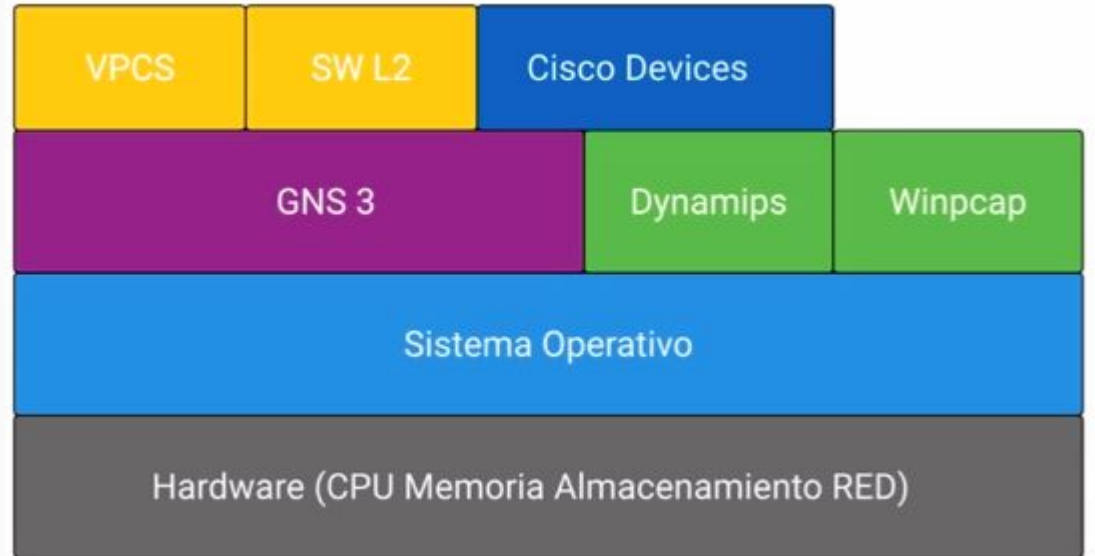 VPCS
SW L2
Cisco Devices
GNS 3
Dynamips
Winpcap
Sistema Operativo
Hardware (CPU Memoria Almacenamiento RED)